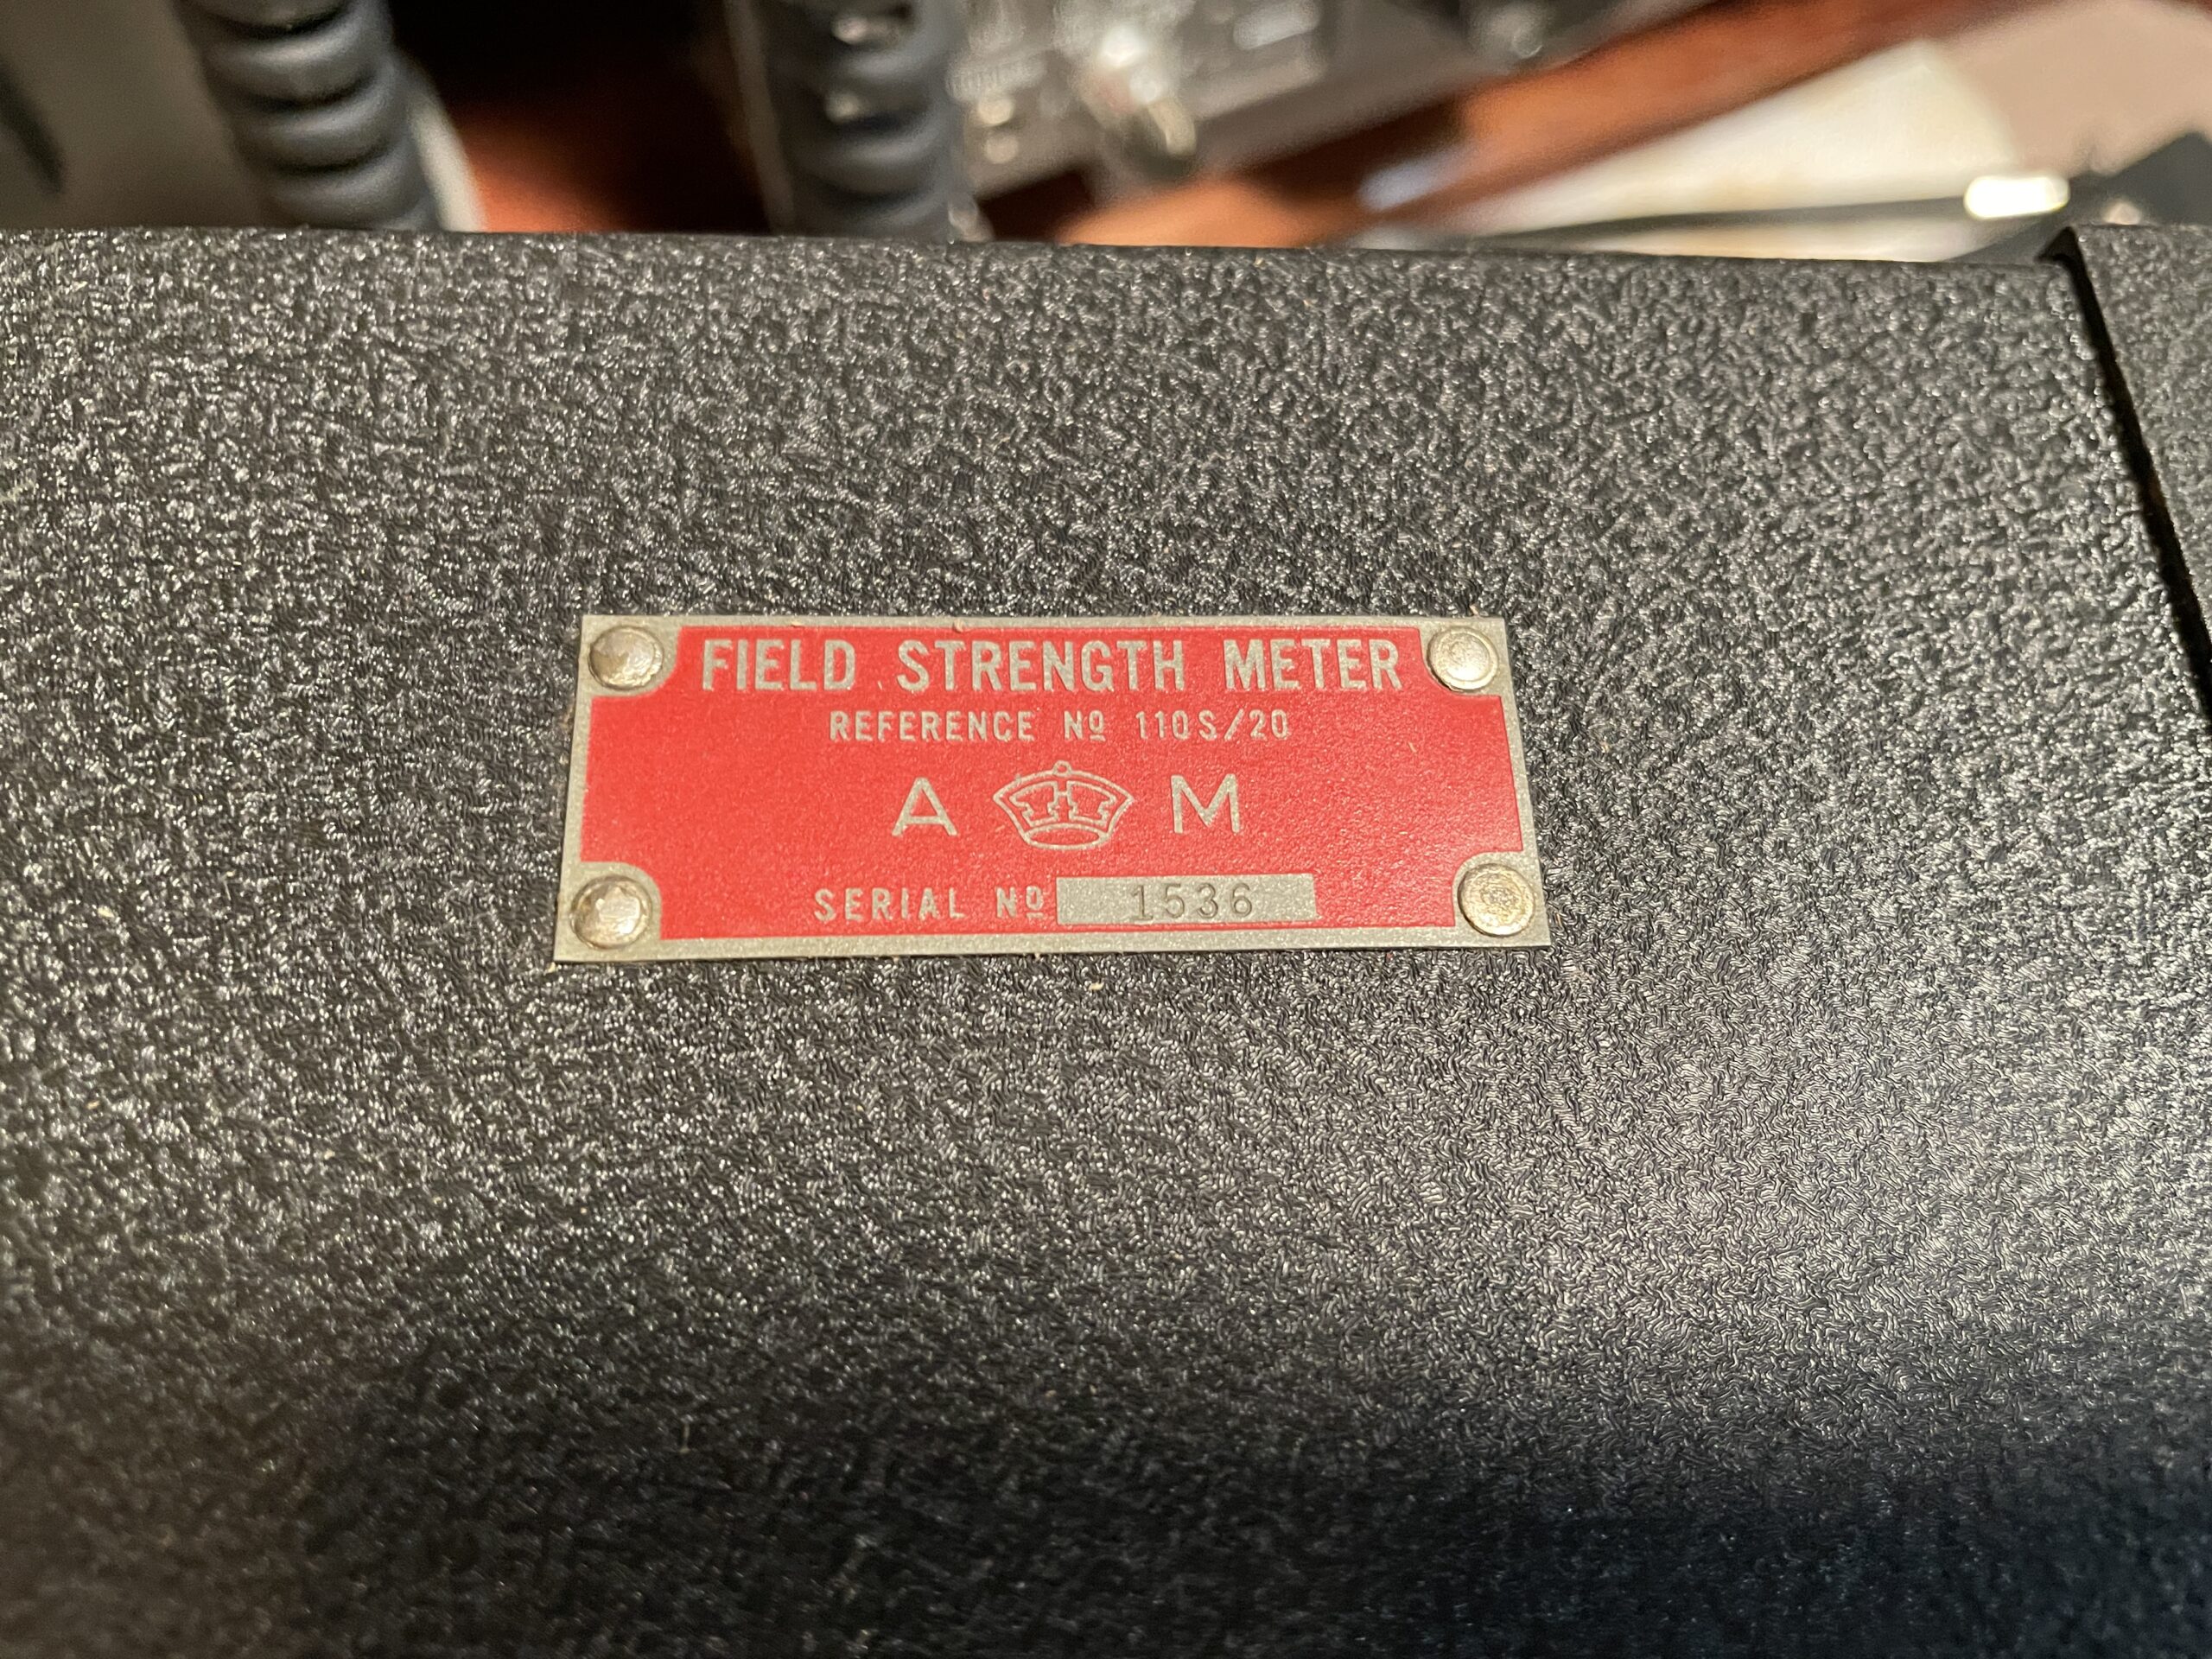 FIELD STRENGTH METER
REFERENCE Nº 110S/20
A M
SERIAL Nº 1536